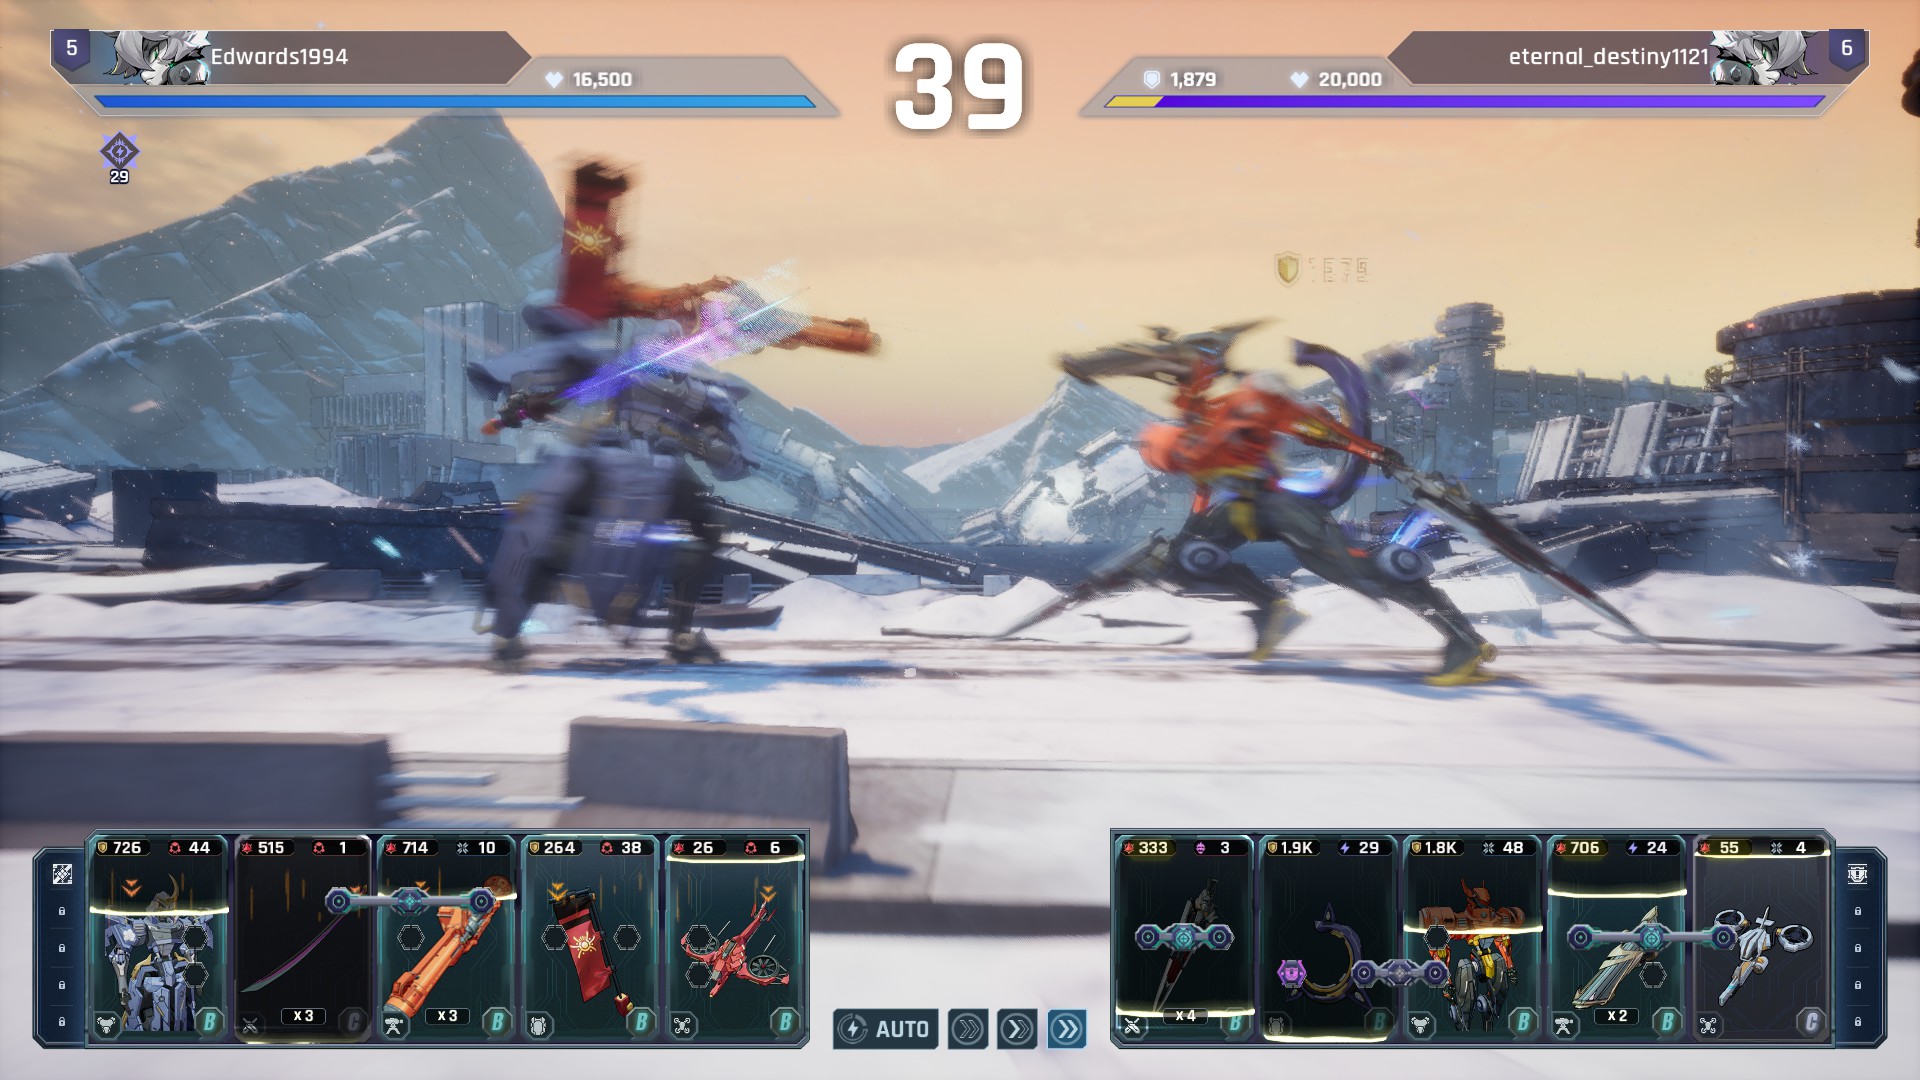 5
Edwards1994
16,500
39
1,879
20,000
eternal_destiny1121
6
29
726 44
515 1
714 10
264 38
26 6
333 3
1.9K 29
1.8K 48
706 24
55 4
x3
x3
x4
x2
B
C
B
B
B
B
B
B
B
C
AUTO